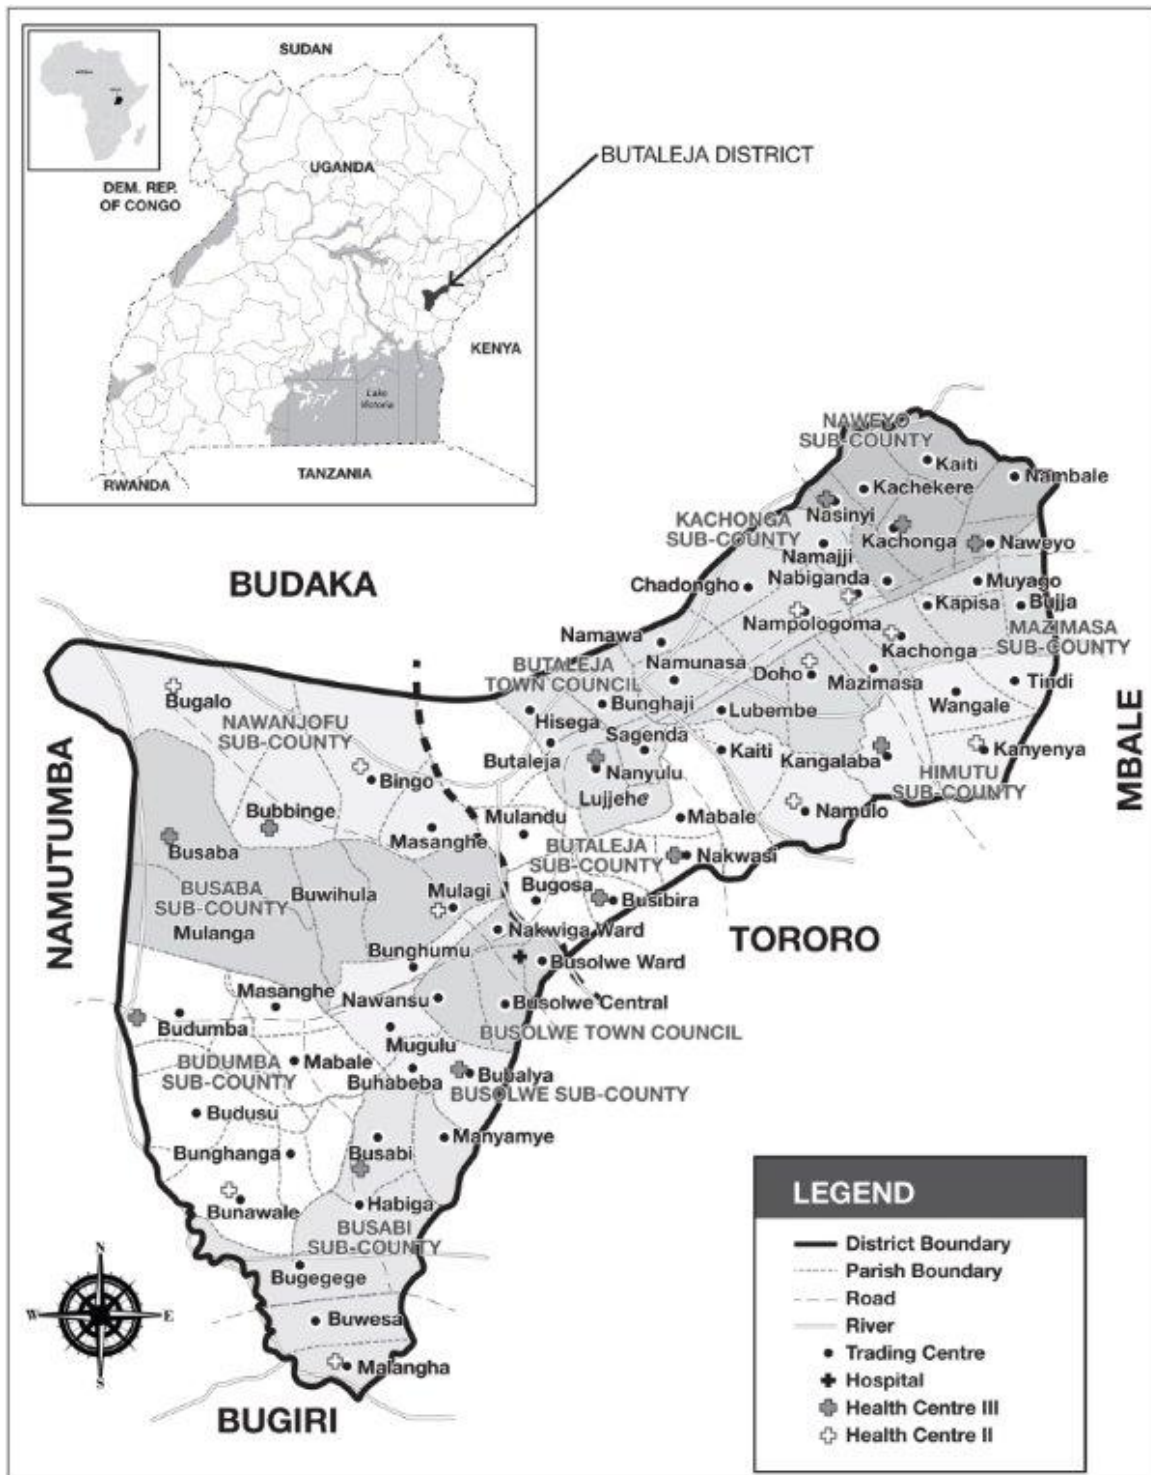 SUDAN
UGANDA
DEM. REP.
OF CONGO
BUTALEJA DISTRICT
KENYA
Lake
Victoria
TANZANIA
RWANDA
NAWEYO
SUB-COUNTY
Kaiti
Nambale
Kachekere
Nasinyi
KACHONGA
SUB-COUNTY
Kachonga
Naweyo
Namajji
Nabiganda
Muyago
Chadongho
Kapisa
Bujja
Nampologoma
MAZIMASA
SUB-COUNTY
Kachonga
BUDAKA
Namawa
Namunasa
BUTALEJA
TOWN COUNCIL
Doho
Mazimasa
Tindi
Wangale
Bunghaji
Lubembe
Hisega
Sagenda
Butaleja
Kaiti
Kangalaba
Kanyenya
HIMUTU
SUB-COUNTY
MBALE
Nanyulu
Lujjehe
Namulo
Bugalo
NAWANJOFU
SUB-COUNTY
Bingo
NAMUTUMBA
Bubbinge
Mulandu
Mabale
Masanghe
BUTALEJA
SUB-COUNTY
Nakwasi
Busaba
BUSABA
SUB-COUNTY
Buwihula
Mulagi
Bugosa
Busibira
Mulanga
Nakwiga Ward
TORORO
Bunghumu
Busolwe Ward
Masanghe
Nawansu
Busolwe Central
Budumba
BUSOLWE TOWN COUNCIL
Mugulu
BUDUMBA
SUB-COUNTY
Mabale
Buhabeba
Bubalya
BUSOLWE SUB-COUNTY
Budusu
Manyamye
Bunghanga
Busabi
Bunawale
Habiga
BUSABI
SUB-COUNTY
Bugegege
Buwesa
Malangha
BUGIRI
N
W
E
S
LEGEND
District Boundary
Parish Boundary
Road
River
Trading Centre
Hospital
Health Centre III
Health Centre II